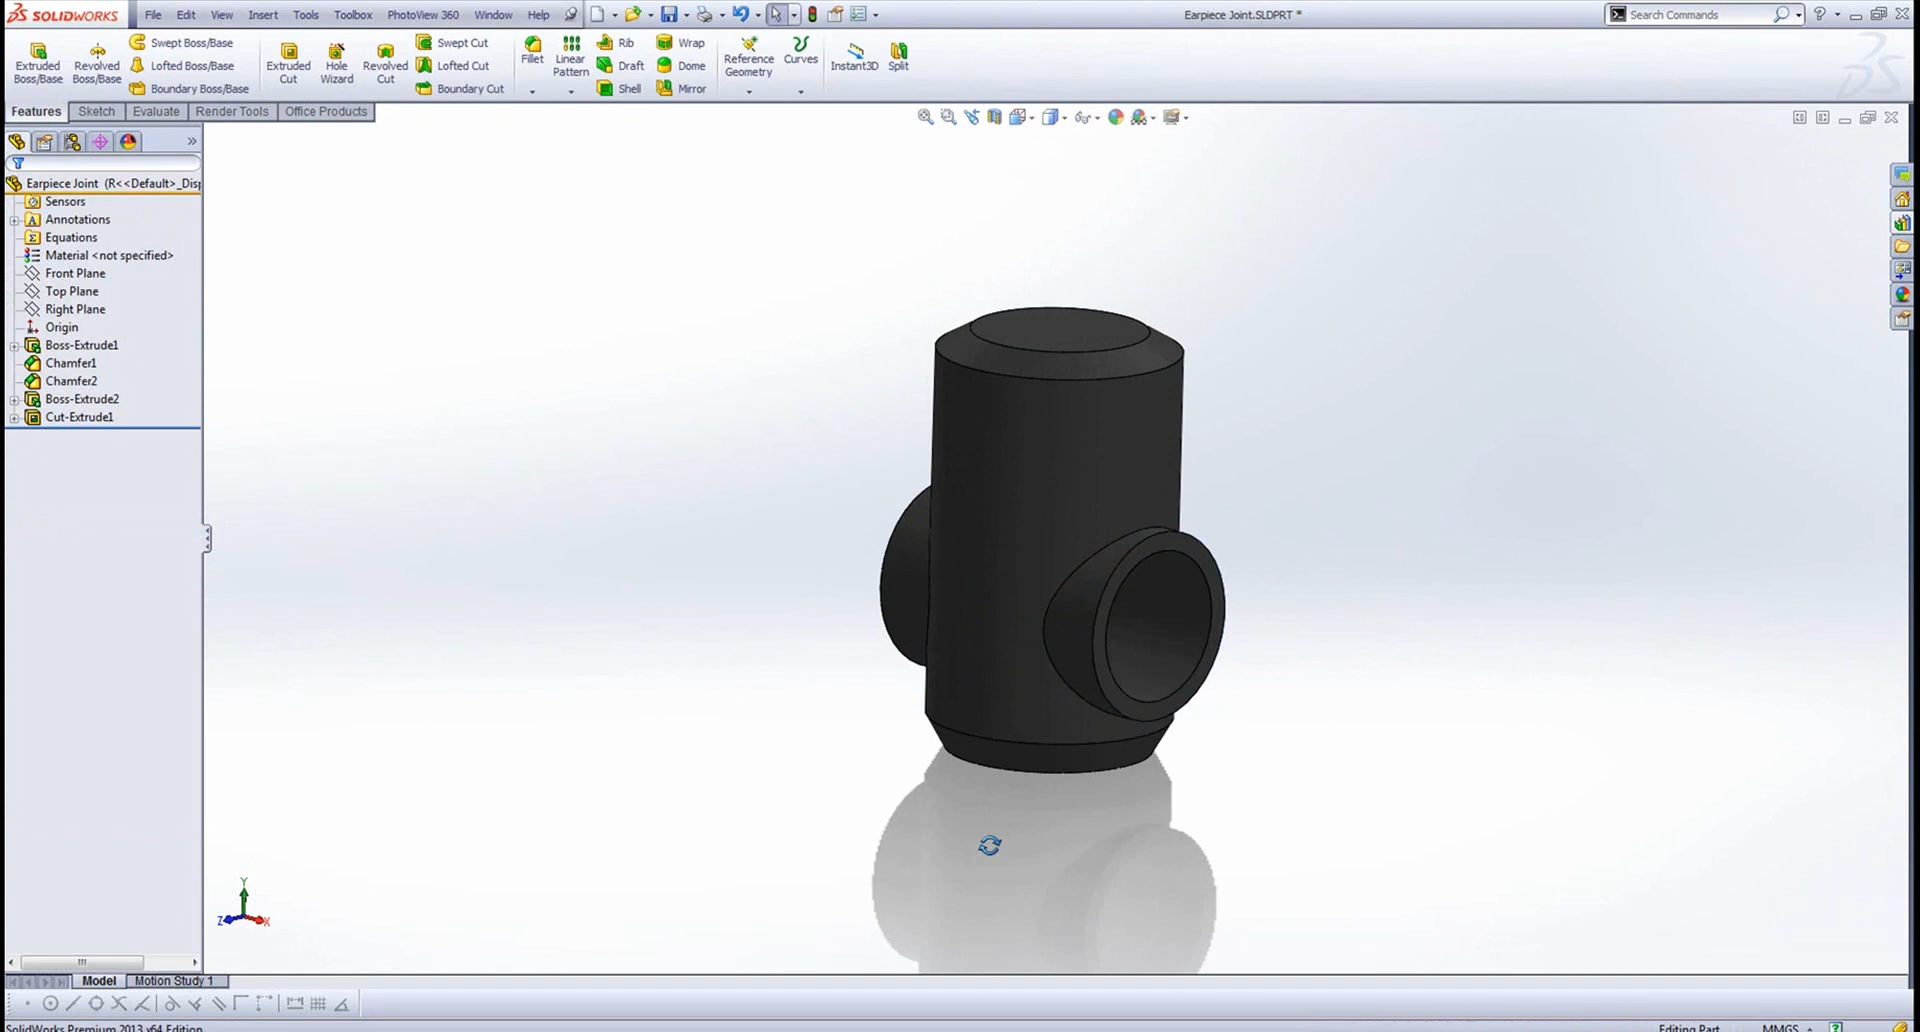 SOLIDWORKS File Edit View Insert Tools Toolbox PhotoView 360 Window Help Earpiece Joint.SLDPRT * Search Commands
Extruded Boss/Base
Revolved Boss/Base
Swept Boss/Base
Lofted Boss/Base
Boundary Boss/Base
Extruded Cut
Hole Wizard
Revolved Cut
Swept Cut
Lofted Cut
Boundary Cut
Fillet
Linear Pattern
Rib
Draft
Shell
Wrap
Dome
Mirror
Reference Geometry
Curves
Instant3D
Split
Features Sketch Evaluate Render Tools Office Products
Earpiece Joint (R<<Default>_Disp
Sensors
Annotations
Equations
Material <not specified>
Front Plane
Top Plane
Right Plane
Origin
Boss-Extrude1
Chamfer1
Chamfer2
Boss-Extrude2
Cut-Extrude1
Y
Z X
Model Motion Study 1
SolidWorks Premium 2013 x64 Edition Editing Part MMGS